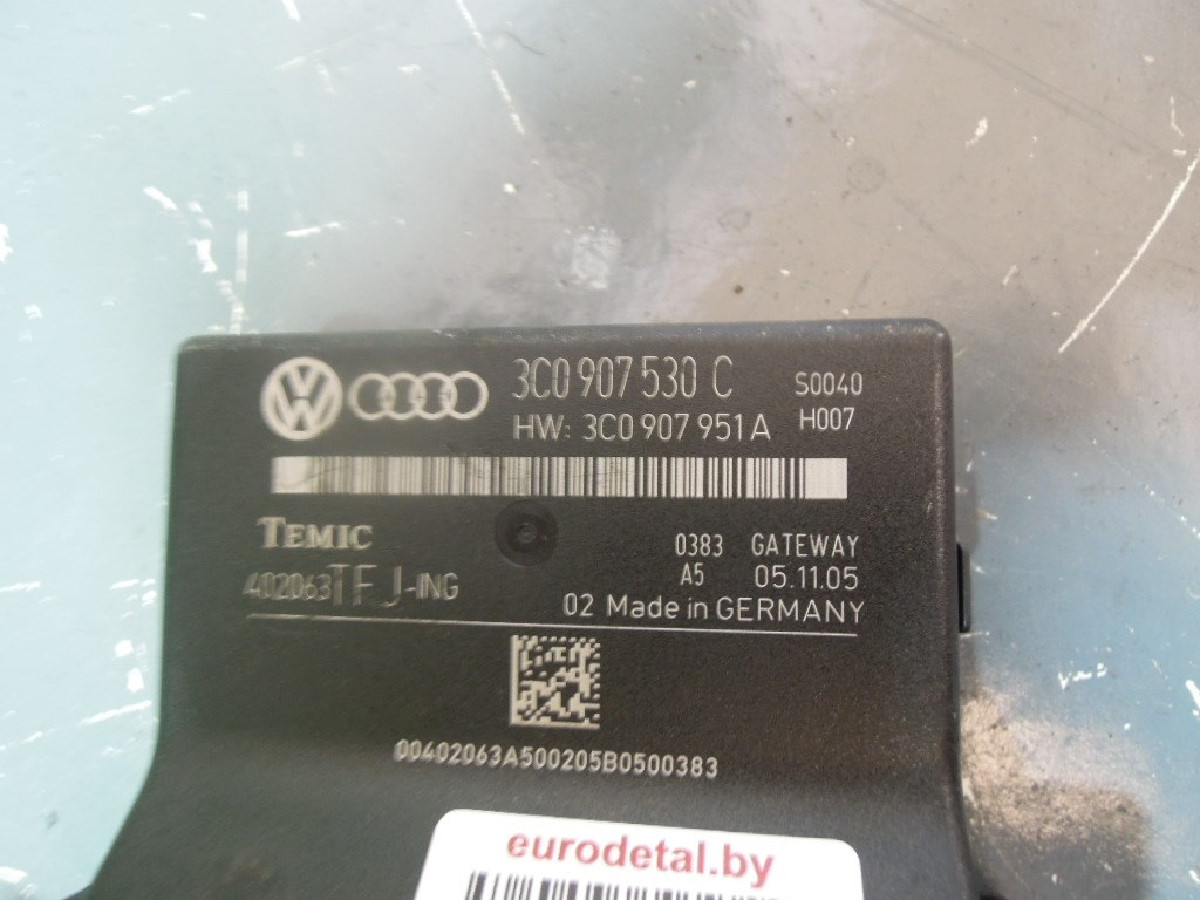 3C0 907 530 C
S0040
HW: 3C0 907 951 A
H007
TEMIC
0383 GATEWAY
402063TFJ-ING
A5 05.11.05
02 Made in GERMANY
00402063A500205B0500383
eurodetal.by